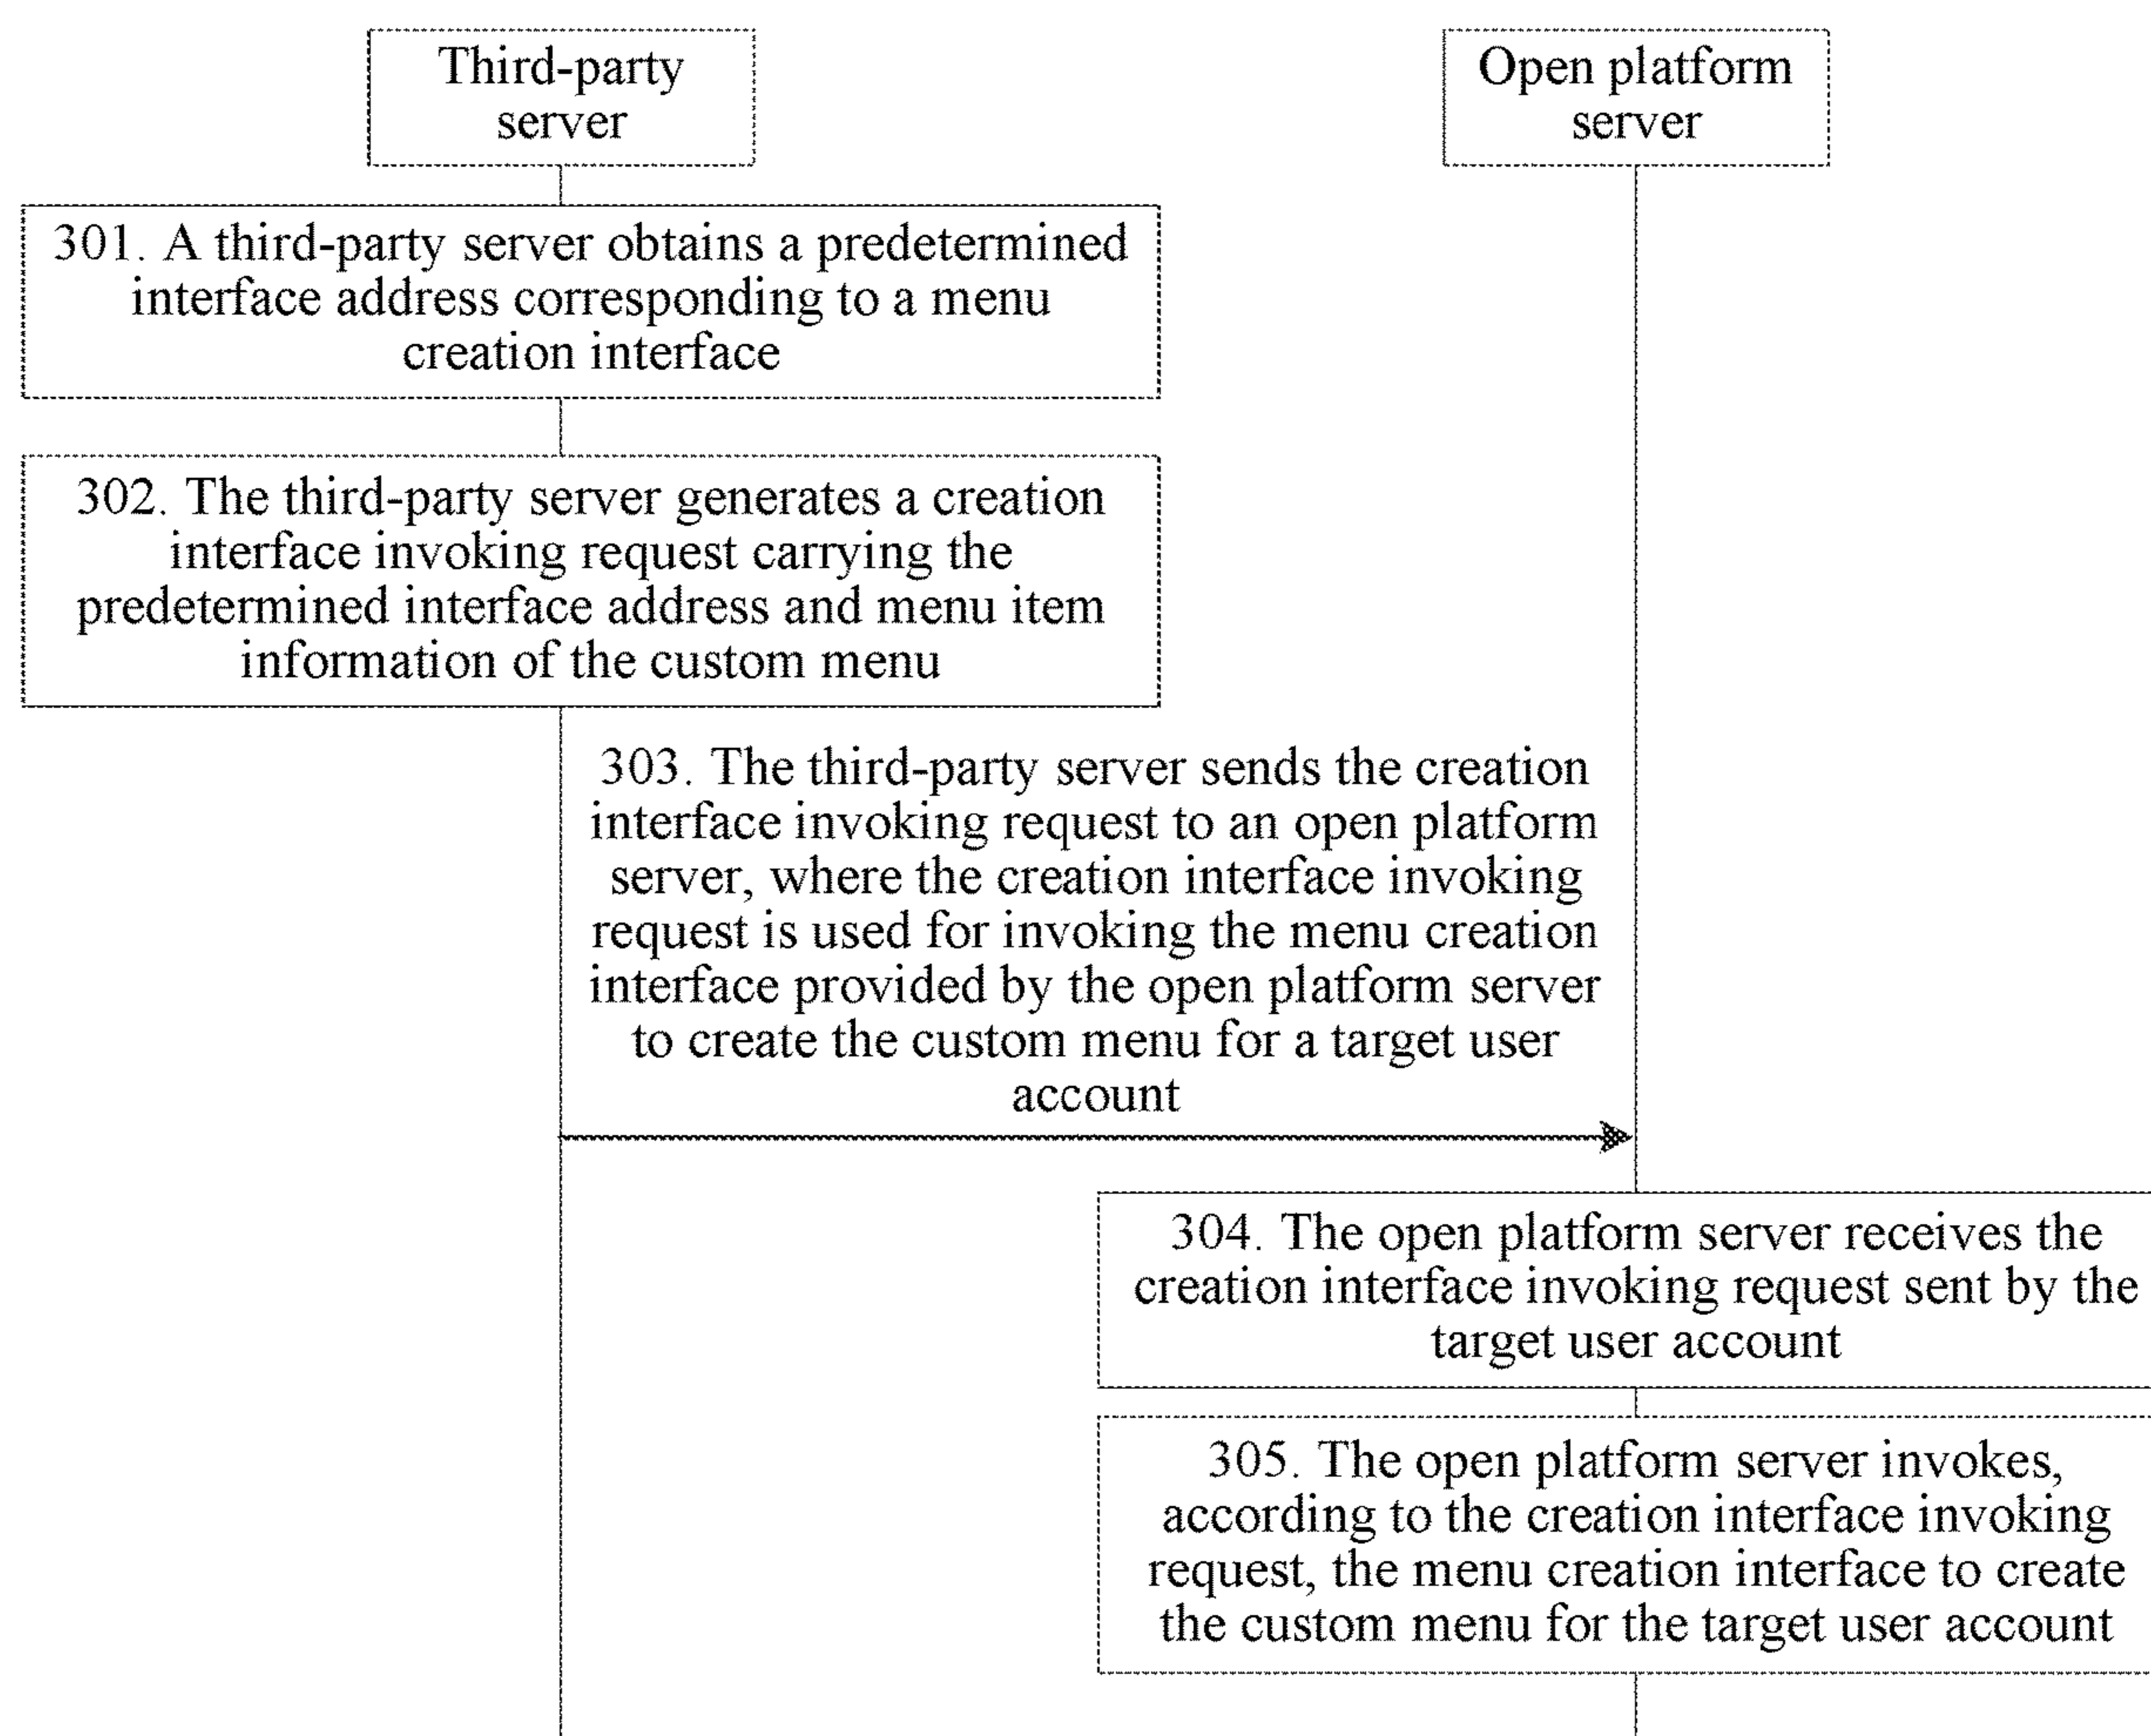 Third-party
server
Open platform
server
301. A third-party server obtains a predetermined
interface address corresponding to a menu
creation interface
302. The third-party server generates a creation
interface invoking request carrying the
predetermined interface address and menu item
information of the custom menu
303. The third-party server sends the creation
interface invoking request to an open platform
server, where the creation interface invoking
request is used for invoking the menu creation
interface provided by the open platform server
to create the custom menu for a target user
account
304. The open platform server receives the
creation interface invoking request sent by the
target user account
305. The open platform server invokes,
according to the creation interface invoking
request, the menu creation interface to create
the custom menu for the target user account